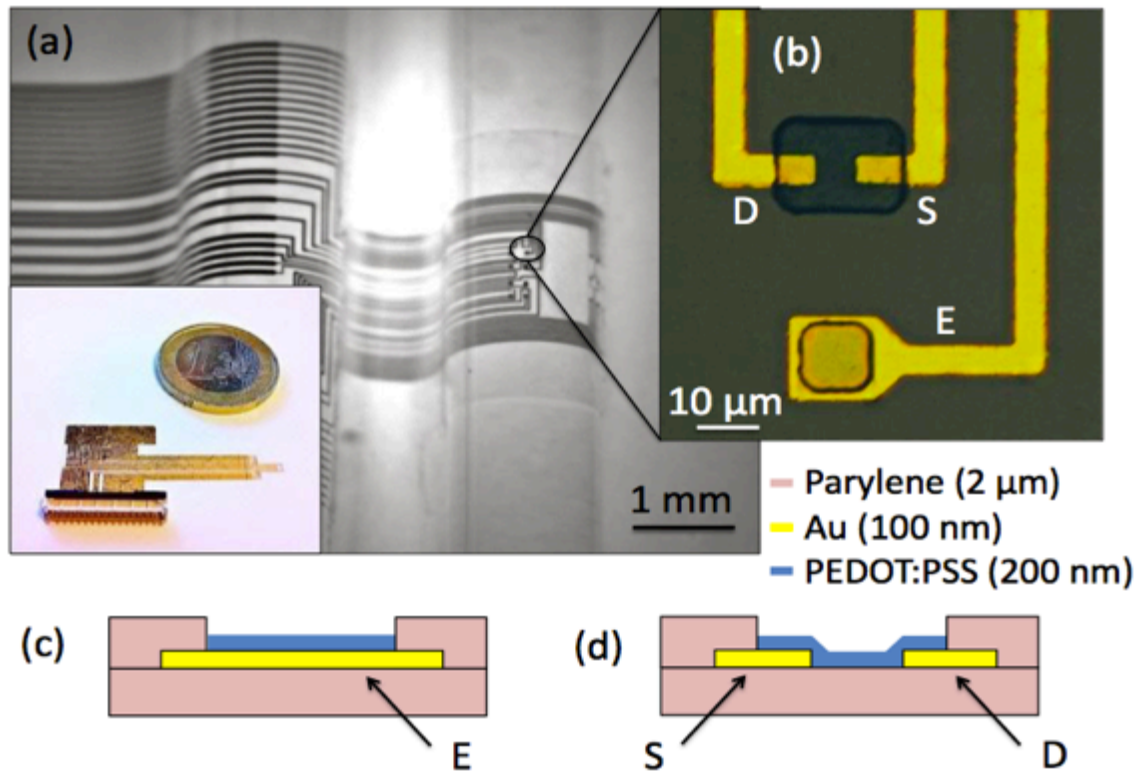 (a)
(b)
D
S
E
10 μm
1 mm
Parylene (2 μm)
Au (100 nm)
PEDOT:PSS (200 nm)
(c)
(d)
E
S
D